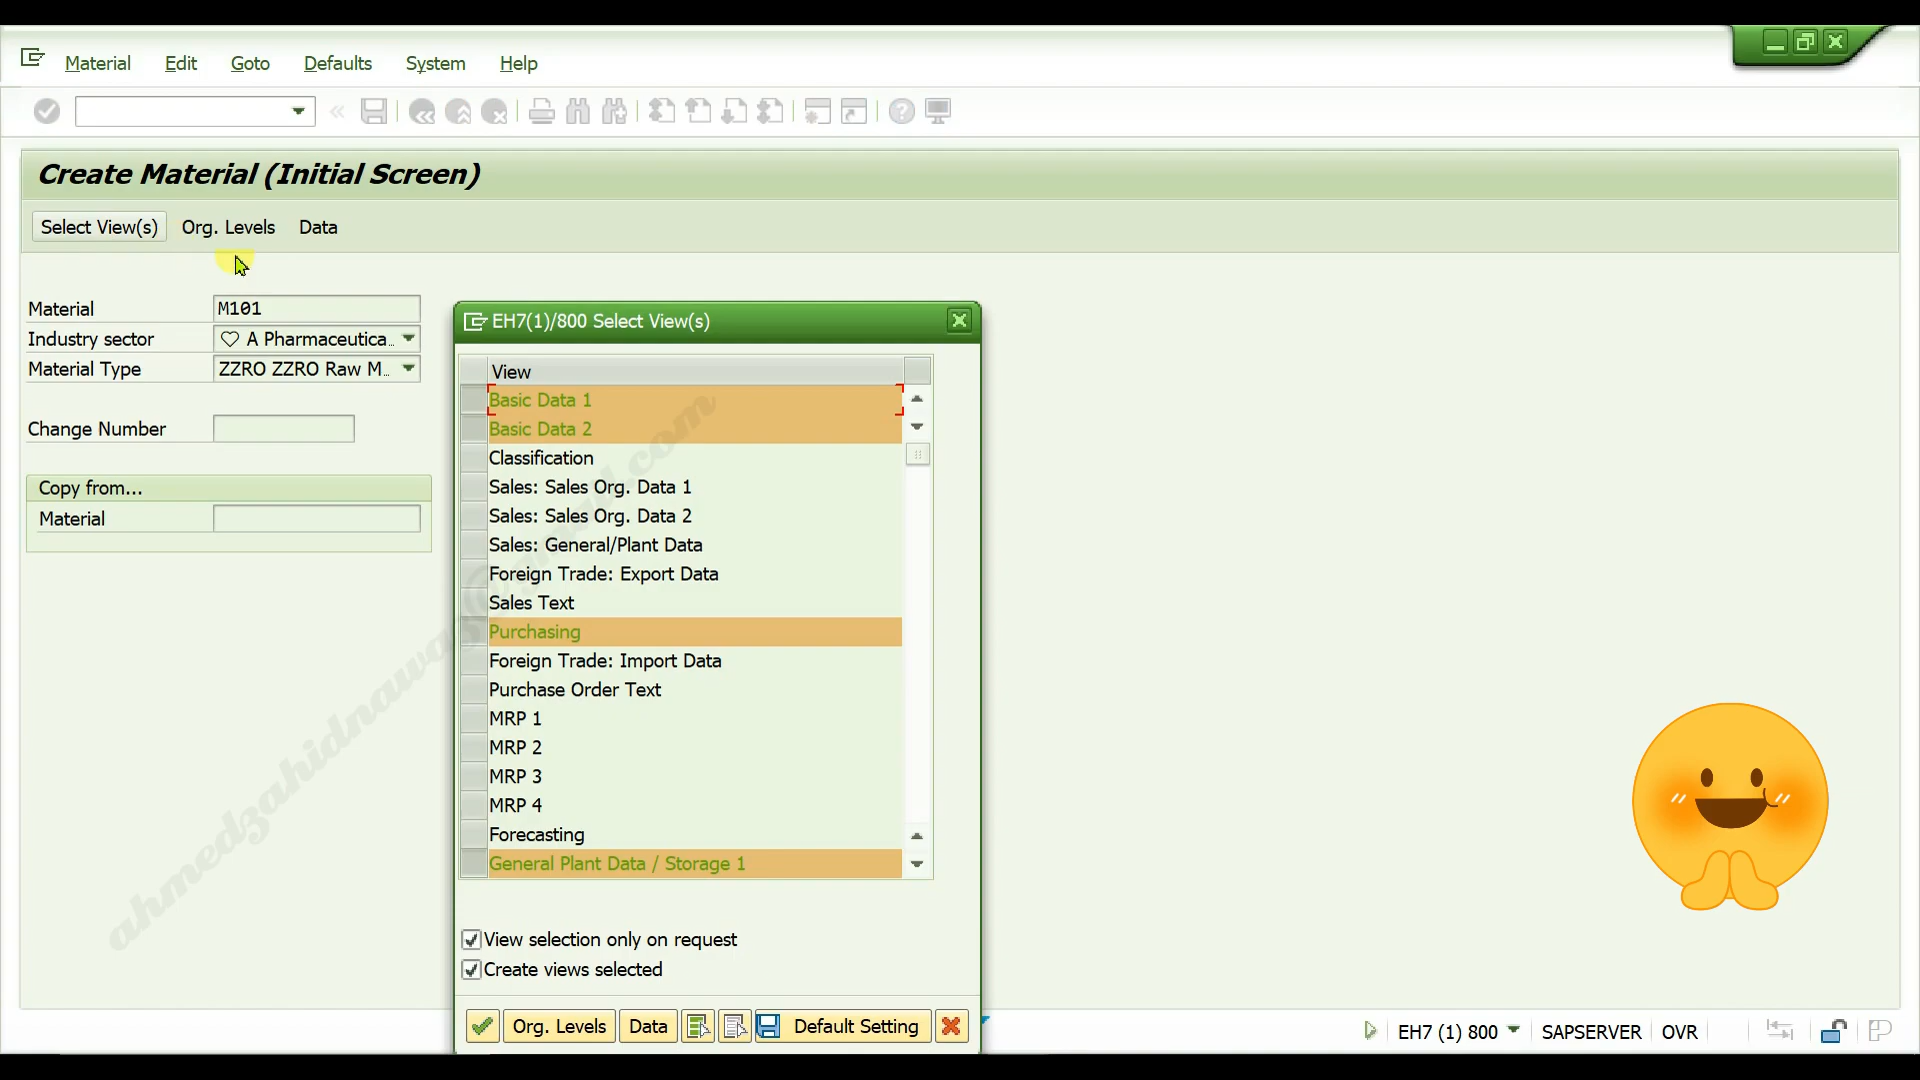 Material Edit Goto Defaults System Help
Create Material (Initial Screen)
Select View(s) Org. Levels Data
Material M101
Industry sector A Pharmaceutica..
Material Type ZZRO ZZRO Raw M..
Change Number
Copy from...
Material
EH7(1)/800 Select View(s)
View
Basic Data 1
Basic Data 2
Classification
Sales: Sales Org. Data 1
Sales: Sales Org. Data 2
Sales: General/Plant Data
Foreign Trade: Export Data
Sales Text
Purchasing
Foreign Trade: Import Data
Purchase Order Text
MRP 1
MRP 2
MRP 3
MRP 4
Forecasting
General Plant Data / Storage 1
View selection only on request
Create views selected
Org. Levels Data Default Setting
EH7 (1) 800 SAPSERVER OVR